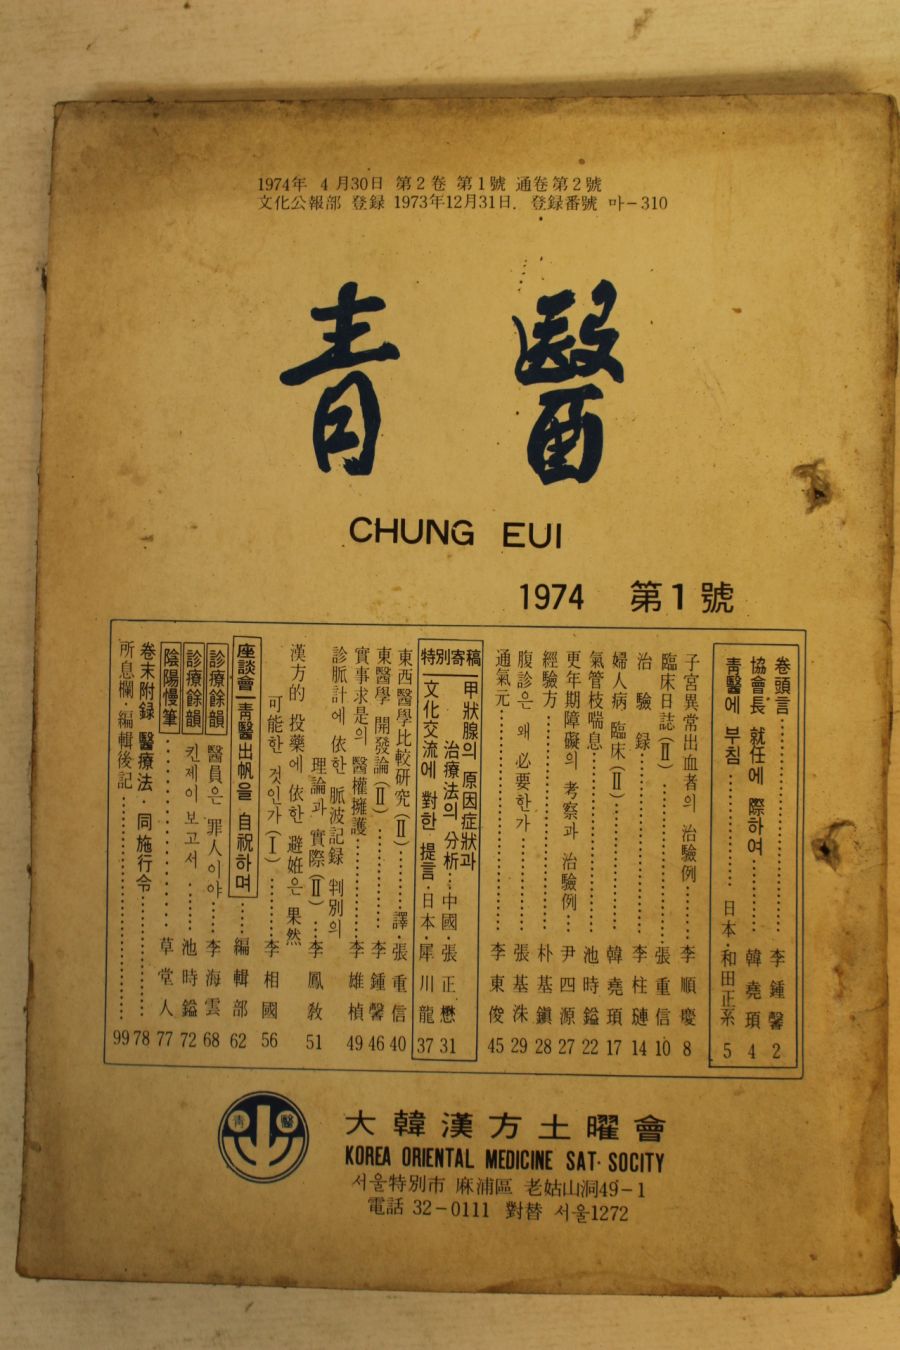 1974年 4月30日 第2卷 第1號 通卷第2號
文化公報部 登録 1973年12月31日. 登録番號 마-310
青醫
CHUNG EUI
1974 第1號
卷頭言…………李鍾馨 2
協會長 就任에 際하여……韓堯頊 4
靑醫에 부침…………日本·和田正系 5
子宮異常出血者의 治驗例……李順慶 8
臨床日誌(Ⅱ)…………張重信 10
治驗録…………李柱璉 14
婦人病 臨床(Ⅱ)…………韓堯頊 17
氣管枝喘息…………池時鎰 22
更年期障礙의 考察과 治驗例…尹四源 27
經驗方…………朴基鎭 28
腹診은 왜 必要한가……張基洙 29
通氣元…………李東俊 45
特別寄稿
甲狀腺의 原因症狀과
治療法의 分析…中國·張正懋 31
文化交流에 對한 提言·日本·犀川龍 37
東西醫學比較研究(Ⅱ)……譯·張重信 40
東醫學 開發論(Ⅱ)…………李鍾馨 46
實事求是의 醫權擁護…………李雄楨 49
診脈計에 依한 脈波記録 判別의
理論과 實際(Ⅱ)…李鳳敎 51
漢方的 投藥에 依한 避姙은 果然
可能한 것인가(Ⅰ)……李相國 56
座談會 靑醫出帆을 自祝하며…編輯部 62
診療餘韻 醫員은 罪人이야…李海雲 68
診療餘韻 킨제이 보고서……池時鎰 72
陰陽慢筆…………草堂人 77
卷末附録 醫療法·同施行令………… 78
所息欄·編輯後記………… 99
靑 醫
大韓漢方土曜會
KOREA ORIENTAL MEDICINE SAT· SOCITY
서울特別市 麻浦區 老姑山洞49-1
電話 32-0111 對替 서울1272